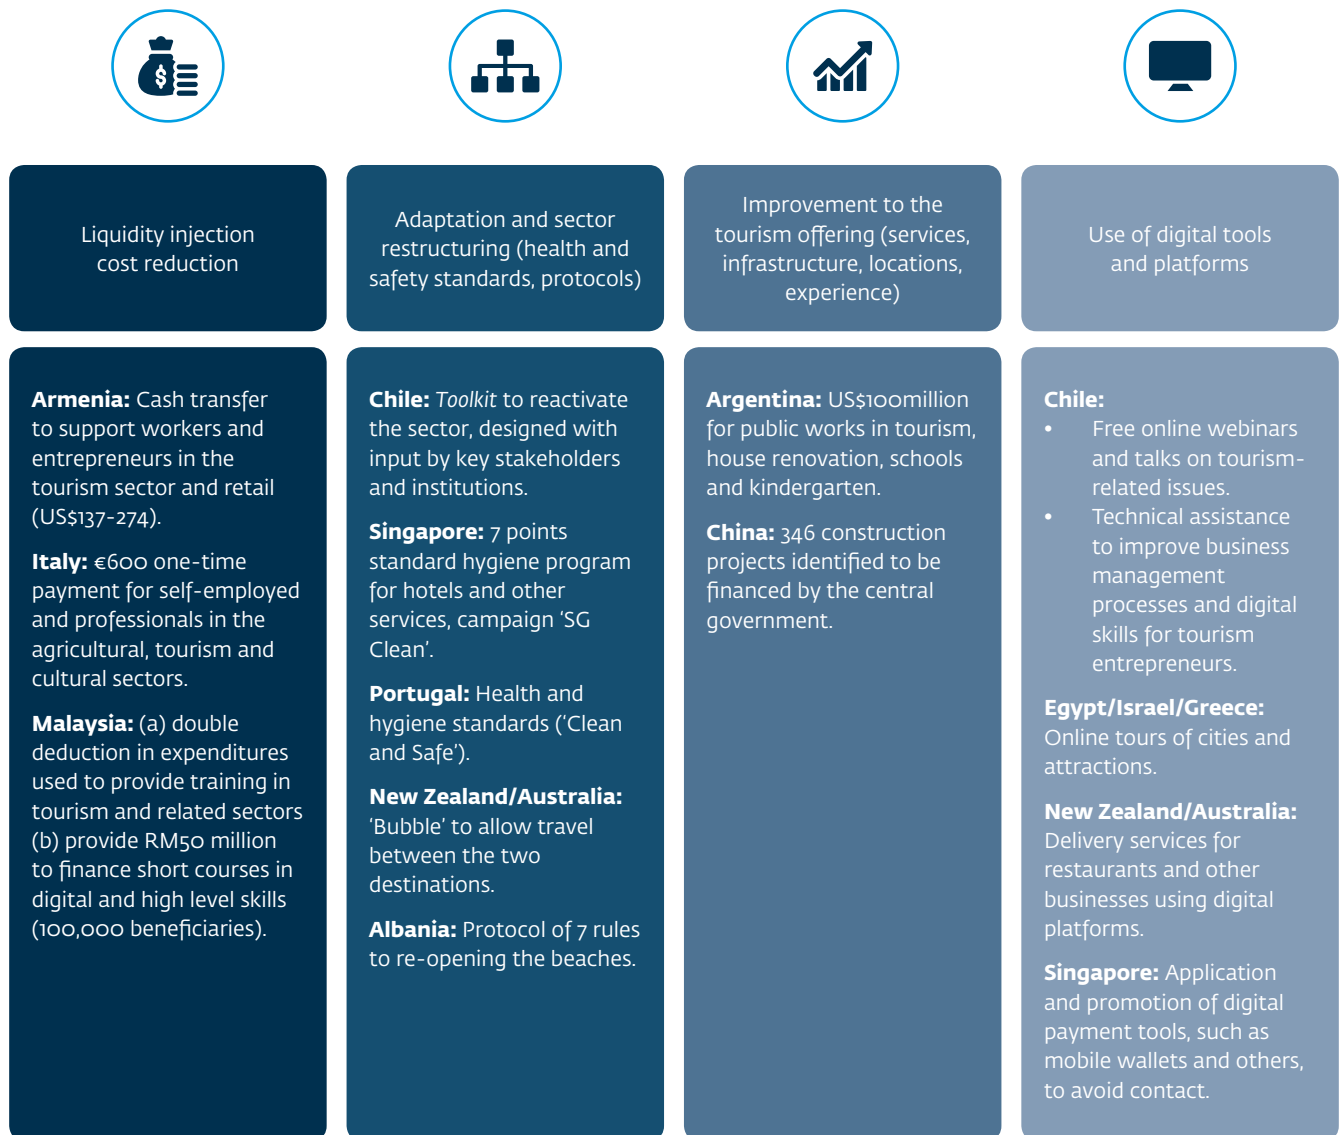 $
Liquidity injection
cost reduction
Adaptation and sector
restructuring (health and
safety standards, protocols)
Improvement to the
tourism offering (services,
infrastructure, locations,
experience)
Use of digital tools
and platforms
Armenia: Cash transfer
to support workers and
entrepreneurs in the
tourism sector and retail
(US$137-274).
Italy: €600 one-time
payment for self-employed
and professionals in the
agricultural, tourism and
cultural sectors.
Malaysia: (a) double
deduction in expenditures
used to provide training in
tourism and related sectors
(b) provide RM50 million
to finance short courses in
digital and high level skills
(100,000 beneficiaries).
Chile: Toolkit to reactivate
the sector, designed with
input by key stakeholders
and institutions.
Singapore: 7 points
standard hygiene program
for hotels and other
services, campaign ‘SG
Clean’.
Portugal: Health and
hygiene standards (‘Clean
and Safe’).
New Zealand/Australia:
‘Bubble’ to allow travel
between the two
destinations.
Albania: Protocol of 7 rules
to re-opening the beaches.
Argentina: US$100million
for public works in tourism,
house renovation, schools
and kindergarten.
China: 346 construction
projects identified to be
financed by the central
government.
Chile:
• Free online webinars
and talks on tourism-
related issues.
• Technical assistance
to improve business
management
processes and digital
skills for tourism
entrepreneurs.
Egypt/Israel/Greece:
Online tours of cities and
attractions.
New Zealand/Australia:
Delivery services for
restaurants and other
businesses using digital
platforms.
Singapore: Application
and promotion of digital
payment tools, such as
mobile wallets and others,
to avoid contact.